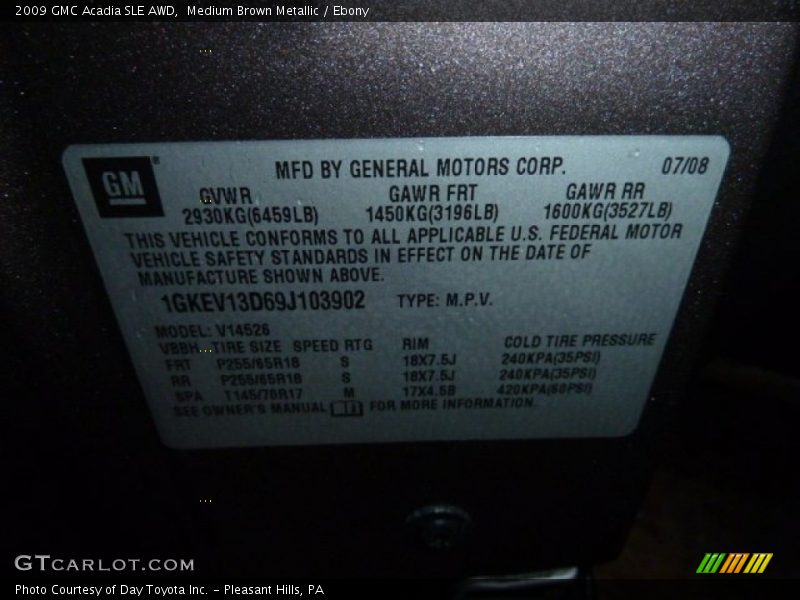 2009 GMC Acadia SLE AWD, Medium Brown Metallic / Ebony
GM
MFD BY GENERAL MOTORS CORP. 07/08
GVWR GAWR FRT GAWR RR
2930KG(6459LB) 1450KG(3196LB) 1600KG(3527LB)
THIS VEHICLE CONFORMS TO ALL APPLICABLE U.S. FEDERAL MOTOR
VEHICLE SAFETY STANDARDS IN EFFECT ON THE DATE OF
MANUFACTURE SHOWN ABOVE.
1GKEV13D69J103902 TYPE: M.P.V.
MODEL: V14526
VBBH TIRE SIZE SPEED RTG RIM COLD TIRE PRESSURE
FRT P255/65R18 S 18X7.5J 240KPA(35PSI)
RR P255/65R18 S 18X7.5J 240KPA(35PSI)
SPA T145/70R17 M 17X4.5B 420KPA(60PSI)
SEE OWNER'S MANUAL FOR MORE INFORMATION.
GTCARLOT.COM
Photo Courtesy of Day Toyota Inc. - Pleasant Hills, PA